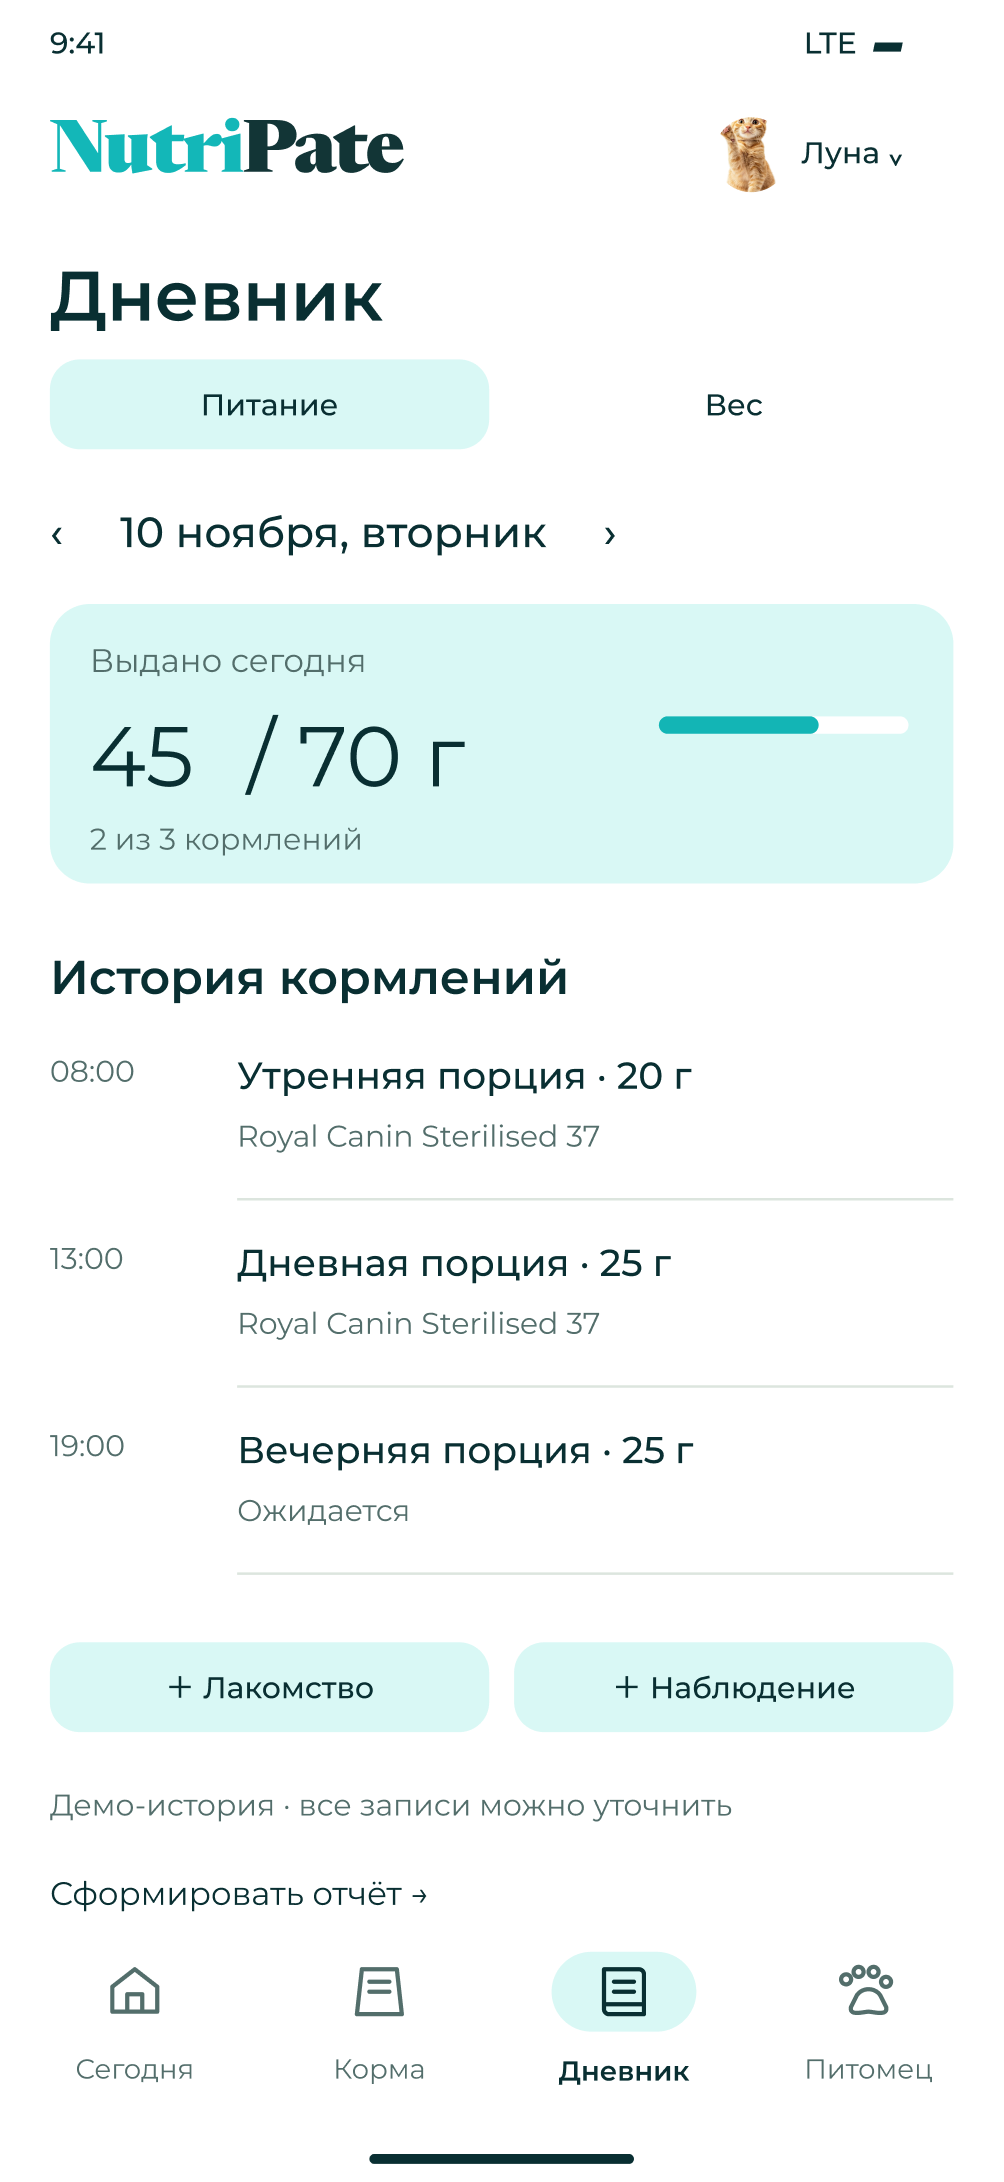 9:41
LTE
NutriPate
Луна
Дневник
Питание
Вес
‹ 10 ноября, вторник ›
Выдано сегодня
45 / 70 г
2 из 3 кормлений
История кормлений
08:00
Утренняя порция · 20 г
Royal Canin Sterilised 37
13:00
Дневная порция · 25 г
Royal Canin Sterilised 37
19:00
Вечерняя порция · 25 г
Ожидается
+ Лакомство
+ Наблюдение
Демо-история · все записи можно уточнить
Сформировать отчёт →
Сегодня
Корма
Дневник
Питомец